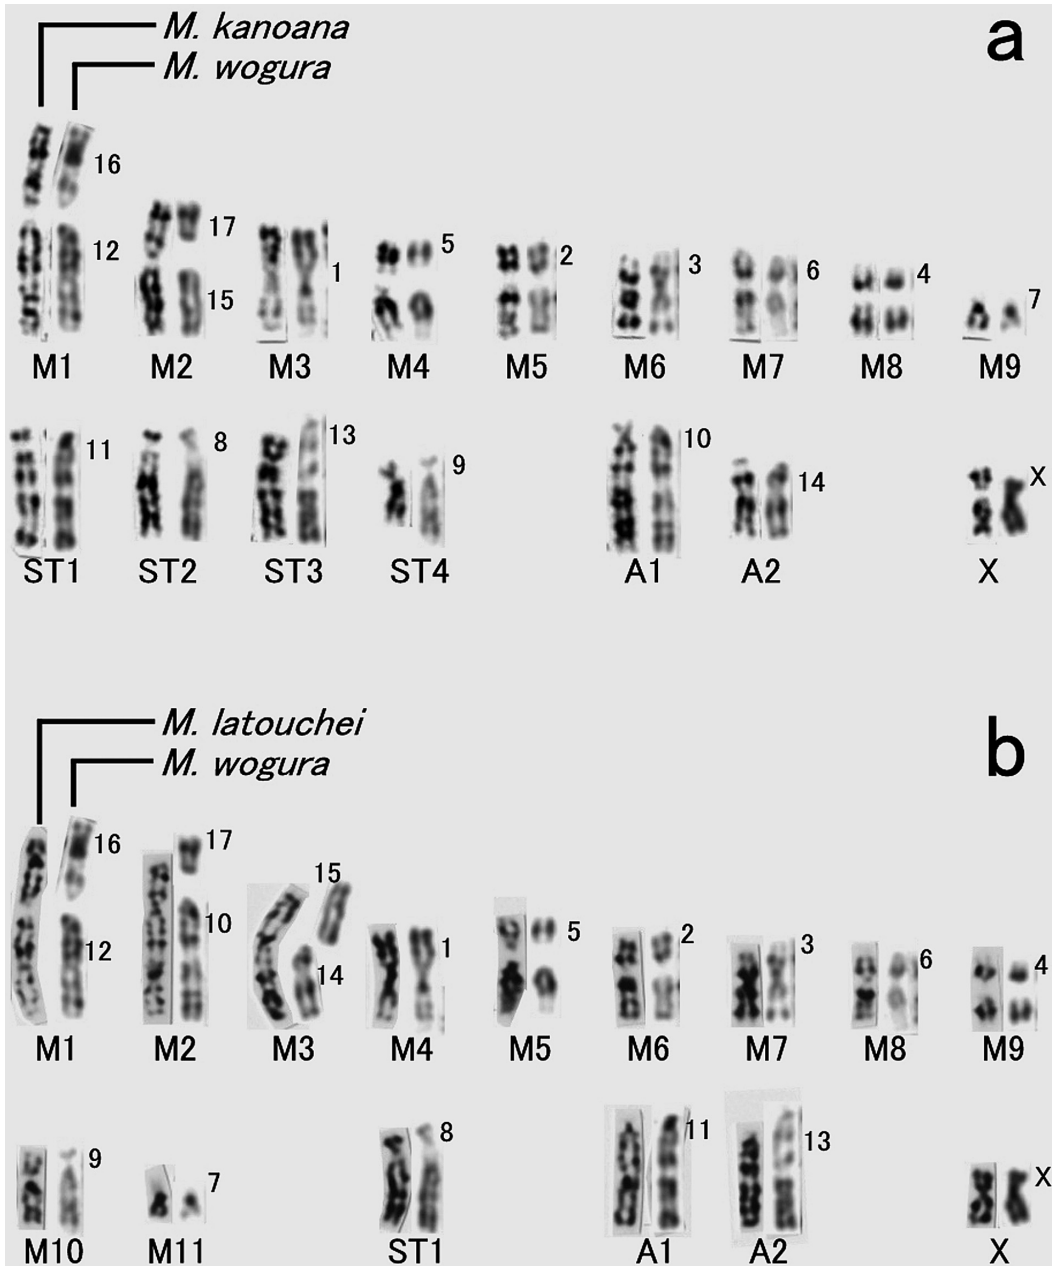 M. kanoana
a
M. wogura
16
12
17
15
1
5
2
3
6
4
7
M1 M2 M3 M4 M5 M6 M7 M8 M9
11
8
13
9
10
14
X
ST1 ST2 ST3 ST4 A1 A2 X
M. latouchei
b
M. wogura
16
12
17
10
15
14
1
5
2
3
6
4
M1 M2 M3 M4 M5 M6 M7 M8 M9
9
7
8
11
13
X
M10 M11 ST1 A1 A2 X